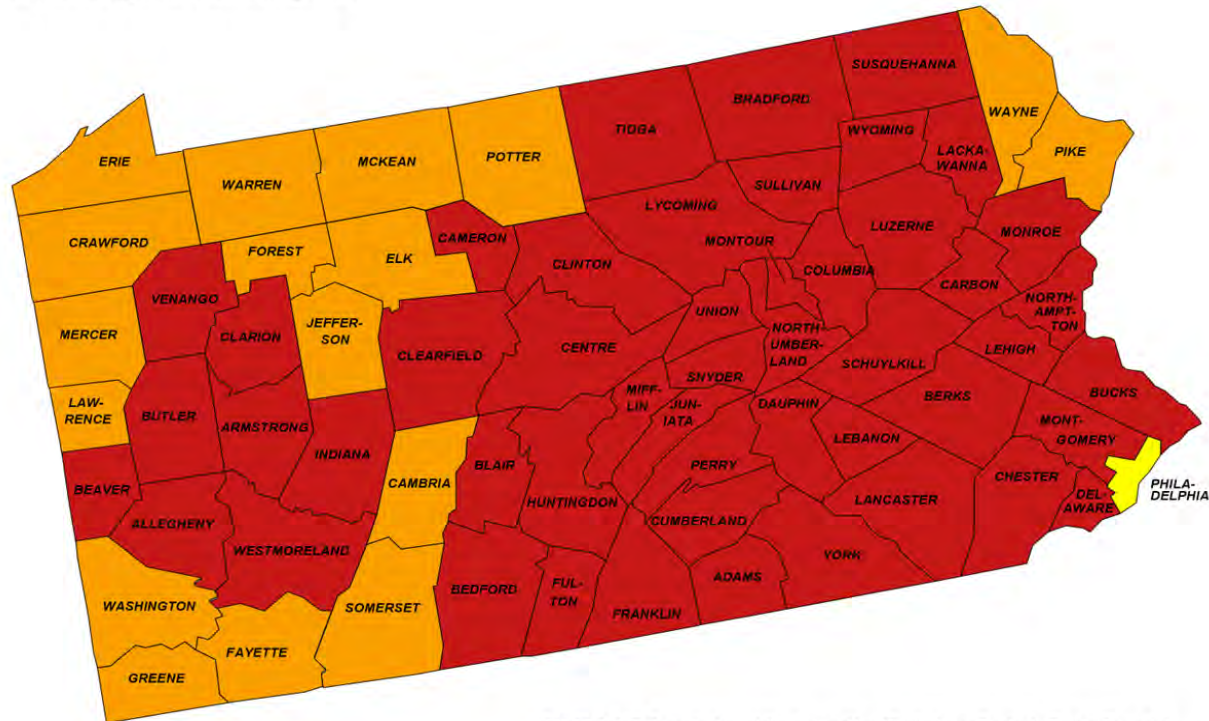 SUSQUEHANNA
BRADFORD
TIOGA
WAYNE
WYOMING
LACKA-
WANNA
PIKE
ERIE
WARREN
MCKEAN
POTTER
SULLIVAN
LYCOMING
CRAWFORD
FOREST
ELK
CAMERON
CLINTON
MONTOUR
COLUMBIA
LUZERNE
MONROE
VENANGO
CARBON
MERCER
CLARION
JEFFER-
SON
CLEARFIELD
CENTRE
UNION
NORTH-
UMBER-
LAND
SCHUYLKILL
NORTH-
AMPT-
TON
LEHIGH
LAW-
RENCE
BUTLER
ARMSTRONG
INDIANA
SNYDER
MIFF-
LIN
JUN-
IATA
DAUPHIN
BERKS
BUCKS
MONT-
GOMERY
BEAVER
CAMBRIA
BLAIR
HUNTINGDON
PERRY
LEBANON
LANCASTER
CHESTER
DEL-
AWARE
PHILA-
DELPHIA
ALLEGHENY
WESTMORELAND
CUMBERLAND
YORK
WASHINGTON
SOMERSET
BEDFORD
FUL-
TON
FRANKLIN
ADAMS
FAYETTE
GREENE